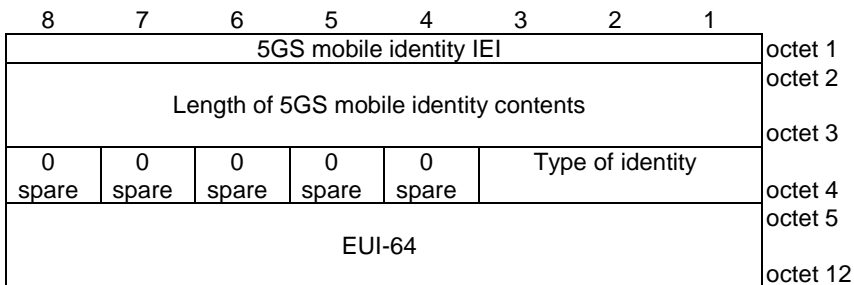 8 7 6 5 4 3 2 1
5GS mobile identity IEI octet 1
octet 2
Length of 5GS mobile identity contents
octet 3
0 0 0 0 0 Type of identity
spare spare spare spare spare octet 4
octet 5
EUI-64
octet 12